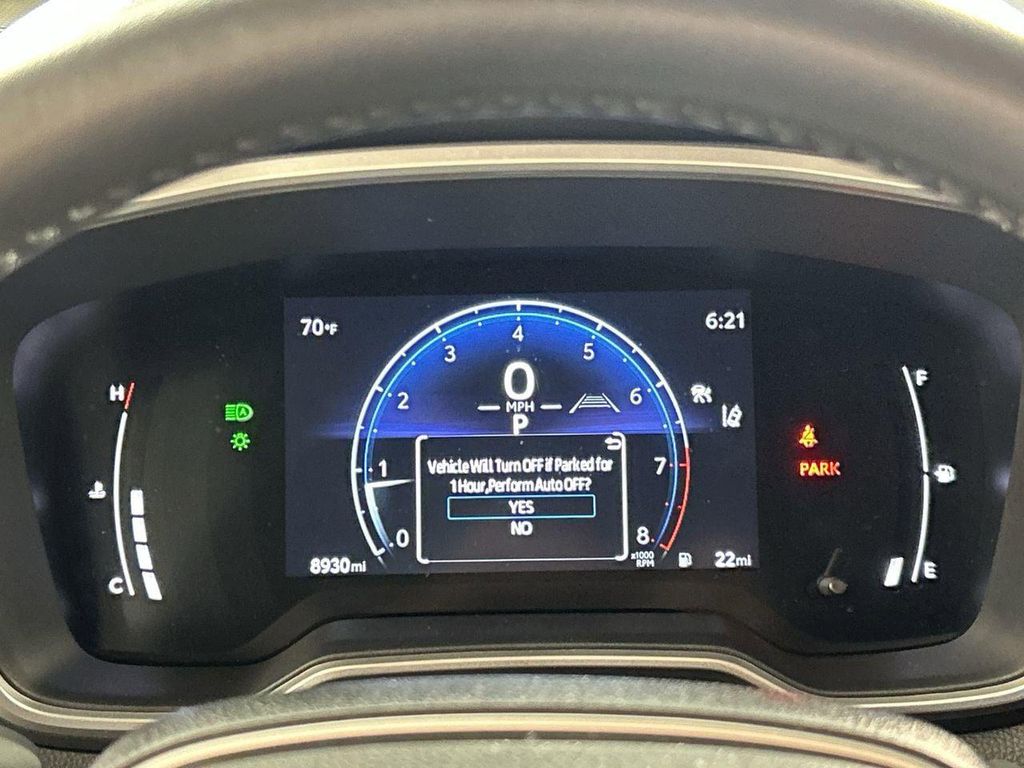 70°F
6:21
4
3
5
2
6
0
MPH
P
H
F
A
1
7
Vehicle Will Turn OFF if Parked for
1 Hour,Perform Auto OFF?
YES
NO
PARK
0
8
x1000
RPM
C
E
8930mi
22mi